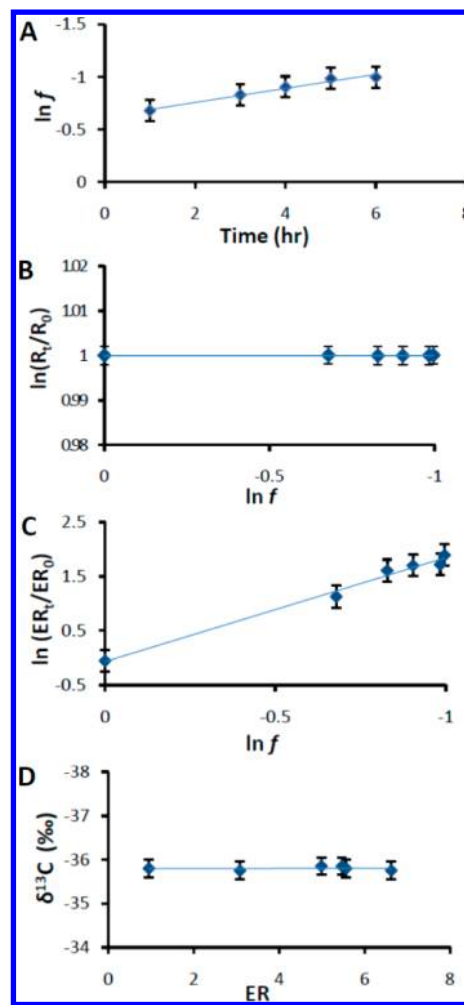 A
-1.5
-1
-0.5
0
0 2 4 6 8
ln f
Time (hr)
B
1.02
1.01
1
0.99
0.98
0 -0.5 -1
ln(Rt/R0)
ln f
C
2.5
1.5
0.5
-0.5
0 -0.5 -1
ln (ERt/ER0)
ln f
D
-38
-37
-36
-35
-34
0 2 4 6 8
δ13C (‰)
ER